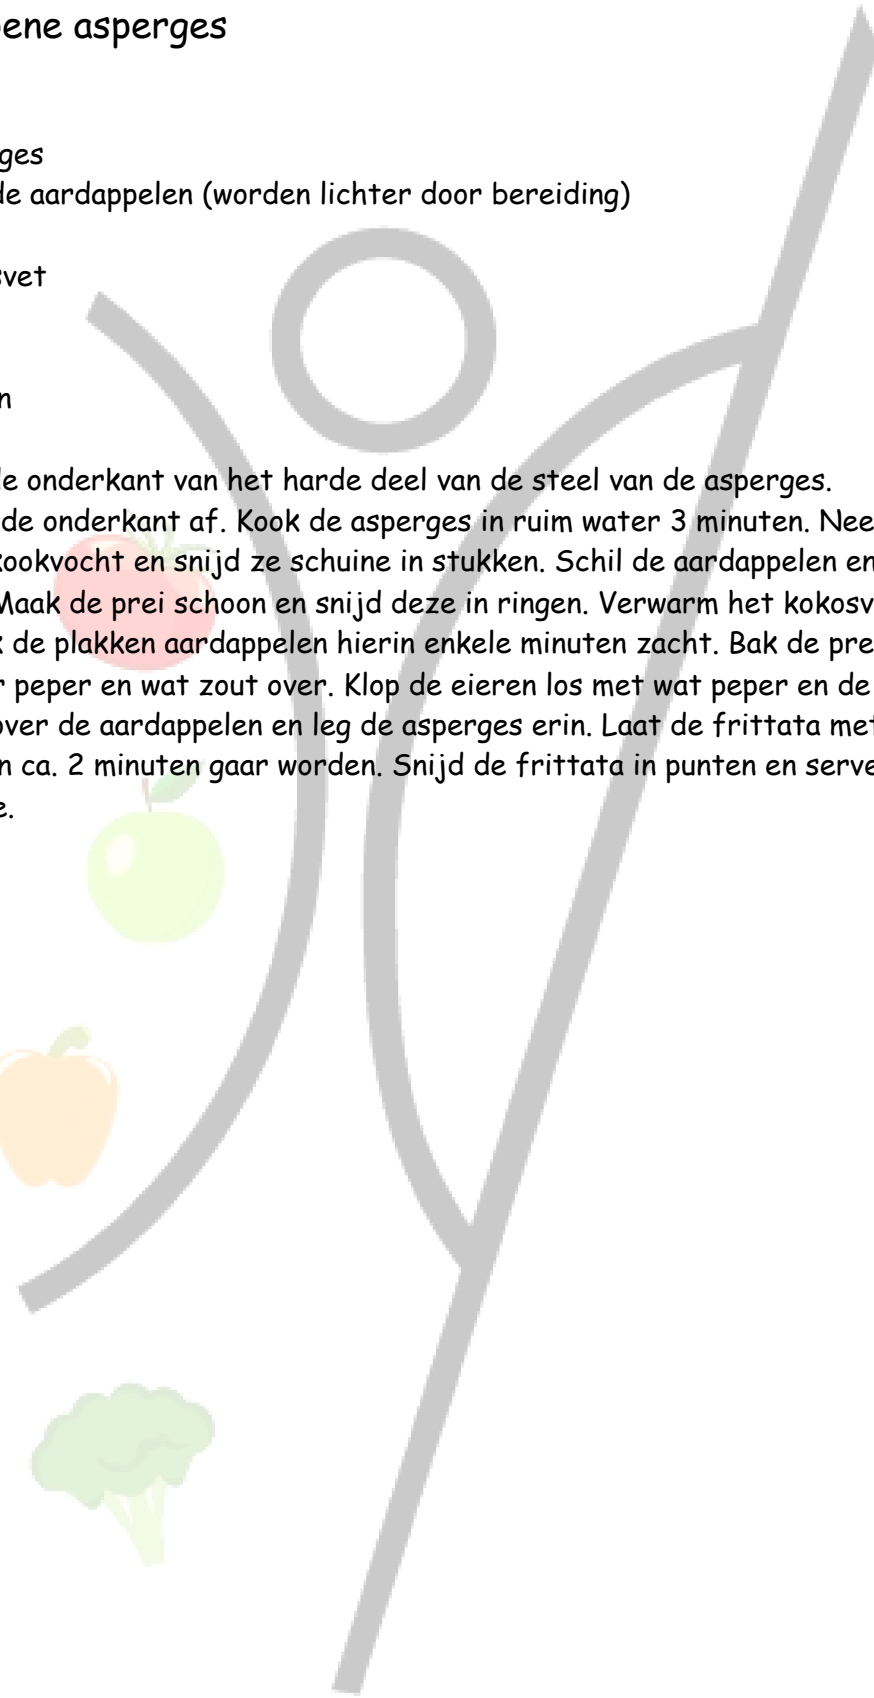 ene asperges
ges
de aardappelen (worden lichter door bereiding)
svet
n
de onderkant van het harde deel van de steel van de asperges.
de onderkant af. Kook de asperges in ruim water 3 minuten. Nee
kookvocht en snijd ze schuine in stukken. Schil de aardappelen en
Maak de prei schoon en snijd deze in ringen. Verwarm het kokosv
k de plakken aardappelen hierin enkele minuten zacht. Bak de pre
r peper en wat zout over. Klop de eieren los met wat peper en de
over de aardappelen en leg de asperges erin. Laat de frittata met
n ca. 2 minuten gaar worden. Snijd de frittata in punten en serve
e.